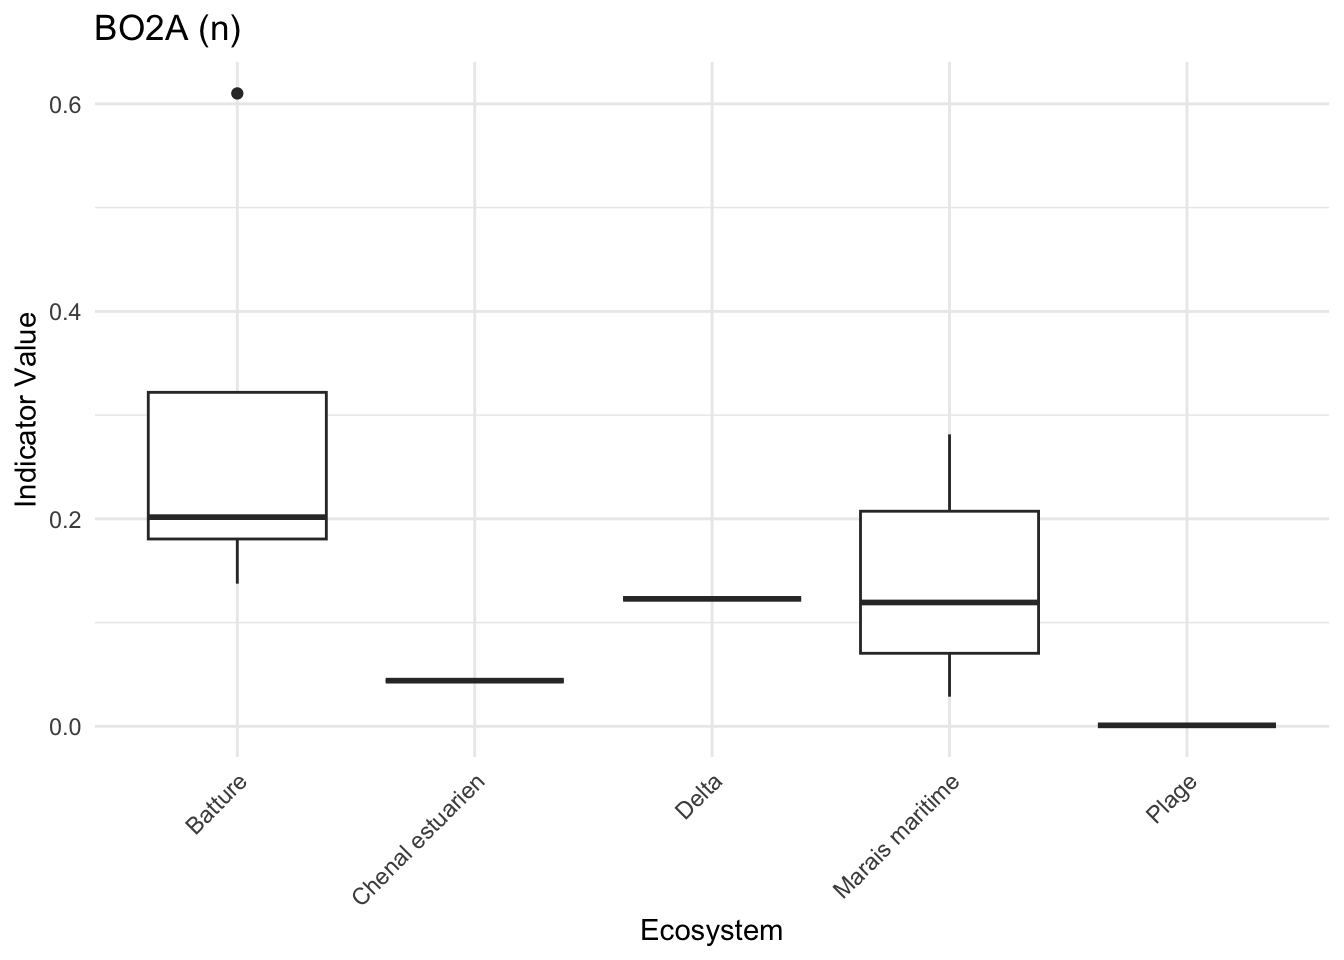 BO2A (n)
0.6
0.4
0.2
0.0
Indicator Value
Batture
Chenal estuarien
Delta
Marais maritime
Plage
Ecosystem